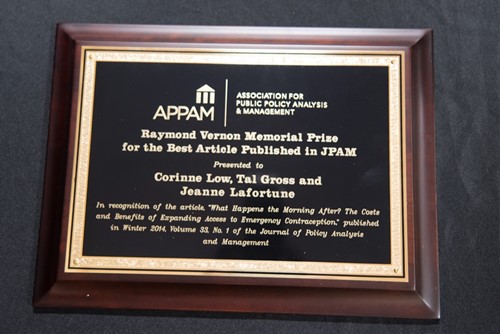 APPAM
ASSOCIATION FOR
PUBLIC POLICY ANALYSIS
& MANAGEMENT
Raymond Vernon Memorial Prize
for the Best Article Published in JPAM
Presented to
Corinne Low, Tal Gross and
Jeanne Lafortune
In recognition of the article, "What Happens the Morning After? The Costs
and Benefits of Expanding Access to Emergency Contraception," published
in Winter 2014, Volume 33, No. 1 of the Journal of Policy Analysis
and Management